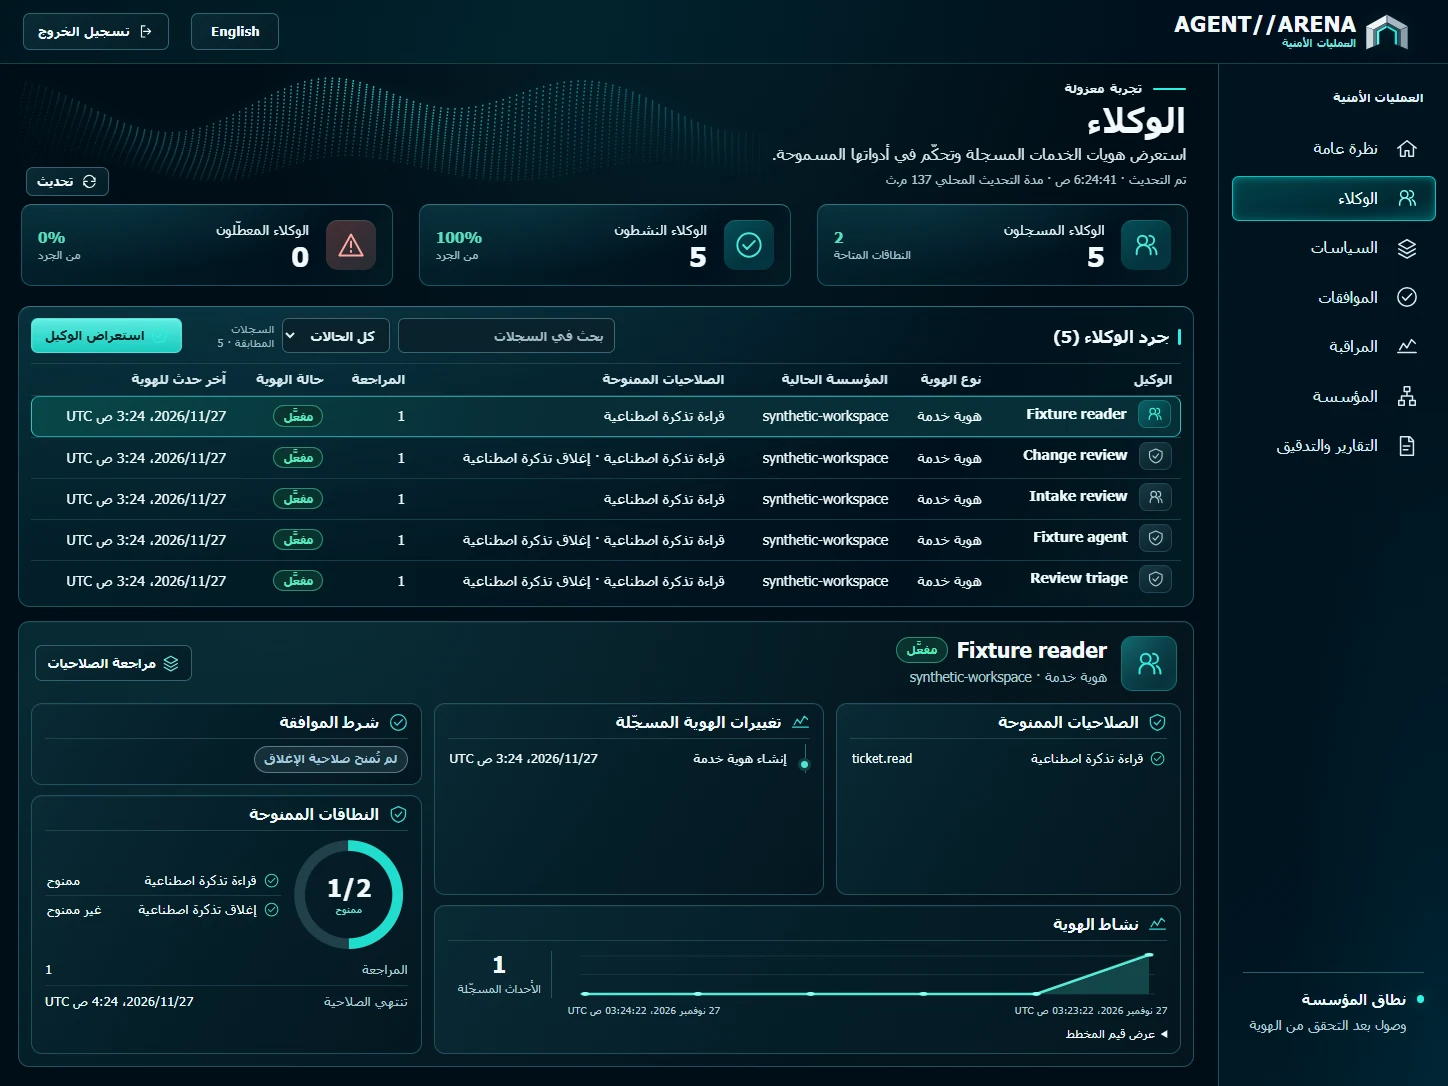 AGENT//ARENA
العمليات الأمنية
English
تسجيل الخروج
العمليات الأمنية
نظرة عامة
الوكلاء
السياسات
الموافقات
المراقبة
المؤسسة
التقارير والتدقيق
نطاق المؤسسة
وصول بعد التحقق من الهوية
تجربة معزولة
الوكلاء
استعرض هويات الخدمات المسجلة وتحكّم في أدواتها المسموحة.
تم التحديث · 6:24:41 ص · مدة التحديث المحلي 137 م.ث
تحديث
الوكلاء المسجلون
5
2
النطاقات المتاحة
الوكلاء النشطون
5
100%
من الجرد
الوكلاء المعطّلون
0
0%
من الجرد
جرد الوكلاء (5)
بحث في السجلات
كل الحالات
السجلات المطابقة · 5
استعراض الوكيل
الوكيل نوع الهوية المؤسسة الحالية الصلاحيات الممنوحة المراجعة حالة الهوية آخر حدث للهوية
Fixture reader هوية خدمة synthetic-workspace قراءة تذكرة اصطناعية 1 مفعّل 2026/11/27، 3:24 ص UTC
Change review هوية خدمة synthetic-workspace قراءة تذكرة اصطناعية · إغلاق تذكرة اصطناعية 1 مفعّل 2026/11/27، 3:24 ص UTC
Intake review هوية خدمة synthetic-workspace قراءة تذكرة اصطناعية 1 مفعّل 2026/11/27، 3:24 ص UTC
Fixture agent هوية خدمة synthetic-workspace قراءة تذكرة اصطناعية · إغلاق تذكرة اصطناعية 1 مفعّل 2026/11/27، 3:24 ص UTC
Review triage هوية خدمة synthetic-workspace قراءة تذكرة اصطناعية · إغلاق تذكرة اصطناعية 1 مفعّل 2026/11/27، 3:24 ص UTC
Fixture reader مفعّل
هوية خدمة · synthetic-workspace
مراجعة الصلاحيات
الصلاحيات الممنوحة
قراءة تذكرة اصطناعية ticket.read
تغييرات الهوية المسجّلة
إنشاء هوية خدمة 2026/11/27، 3:24 ص UTC
شرط الموافقة
لم تُمنح صلاحية الإغلاق
النطاقات الممنوحة
1/2
ممنوح
قراءة تذكرة اصطناعية ممنوح
إغلاق تذكرة اصطناعية غير ممنوح
المراجعة 1
تنتهي الصلاحية 2026/11/27، 4:24 ص UTC
نشاط الهوية
1
الأحداث المسجّلة
27 نوفمبر 2026، 03:23:22 ص UTC
27 نوفمبر 2026، 03:24:22 ص UTC
عرض قيم المخطط